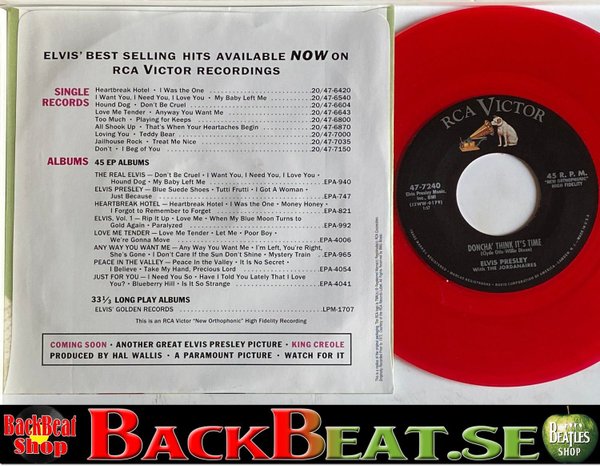 ELVIS' BEST SELLING HITS AVAILABLE NOW ON
RCA VICTOR RECORDINGS
SINGLE RECORDS
Heartbreak Hotel • I Was the One ..........20/47-6420
I Want You, I Need You, I Love You • My Baby Left Me ..........20/47-6540
Hound Dog • Don't Be Cruel ..........20/47-6604
Love Me Tender • Anyway You Want Me ..........20/47-6643
Too Much • Playing for Keeps ..........20/47-6800
All Shook Up • That's When Your Heartaches Begin ..........20/47-6870
Loving You • Teddy Bear ..........20/47-7000
Jailhouse Rock • Treat Me Nice ..........20/47-7035
Don't • I Beg of You ..........20/47-7150
ALBUMS
45 EP ALBUMS
THE REAL ELVIS — Don't Be Cruel • I Want You, I Need You, I Love You •
Hound Dog • My Baby Left Me ..........EPA-940
ELVIS PRESLEY — Blue Suede Shoes • Tutti Frutti • I Got A Woman •
Just Because ..........EPA-747
HEARTBREAK HOTEL — Heartbreak Hotel • I Was the One • Money Honey •
I Forgot to Remember to Forget ..........EPA-821
ELVIS, Vol. 1 — Rip It Up • Love Me • When My Blue Moon Turns to
Gold Again • Paralyzed ..........EPA-992
LOVE ME TENDER — Love Me Tender • Let Me • Poor Boy •
We're Gonna Move ..........EPA-4006
ANY WAY YOU WANT ME — Any Way You Want Me • I'm Left, You're Right,
She's Gone • I Don't Care If the Sun Don't Shine • Mystery Train ..........EPA-965
PEACE IN THE VALLEY — Peace in the Valley • It Is No Secret •
I Believe • Take My Hand, Precious Lord ..........EPA-4054
JUST FOR YOU — I Need You So • Have I Told You Lately That I Love
You? • Blueberry Hill • Is It So Strange ..........EPA-4041
33⅓ LONG PLAY ALBUMS
ELVIS' GOLDEN RECORDS ..........LPM-1707
This is an RCA Victor "New Orthophonic" High Fidelity Recording
COMING SOON • ANOTHER GREAT ELVIS PRESLEY PICTURE • KING CREOLE
PRODUCED BY HAL WALLIS • A PARAMOUNT PICTURE • WATCH FOR IT
RCA VICTOR
47-7240
Elvis Presley Music,
Inc., BMI
(J2WW-0179)
45 R. P. M.
"NEW ORTHOPHONIC"
HIGH FIDELITY
DONCHA' THINK IT'S TIME
(Clyde Otis-Willie Dixon)
ELVIS PRESLEY
With THE JORDANAIRES
BackBeat
Shop
BACKBEAT.SE
BEATLES
SHOP